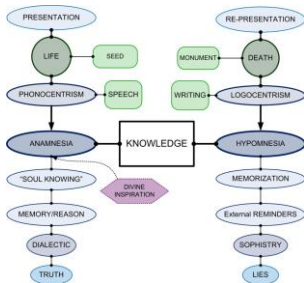 PRESENTATION
RE-PRESENTATION
LIFE
SEED
MONUMENT
DEATH
PHONOCENTRISM
SPEECH
WRITING
LOGOCENTRISM
ANAMNESIA
KNOWLEDGE
HYPOMNESIA
"SOUL KNOWING"
DIVINE
INSPIRATION
MEMORIZATION
MEMORY/REASON
External REMINDERS
DIALECTIC
SOPHISTRY
TRUTH
LIES